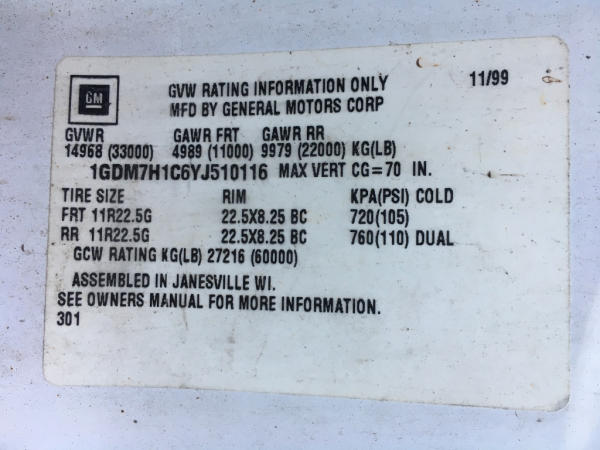 GM
GVW RATING INFORMATION ONLY 11/99
MFD BY GENERAL MOTORS CORP
GVWR GAWR FRT GAWR RR
14968 (33000) 4989 (11000) 9979 (22000) KG(LB)
1GDM7H1C6YJ510116 MAX VERT CG=70 IN.
TIRE SIZE RIM KPA(PSI) COLD
FRT 11R22.5G 22.5X8.25 BC 720(105)
RR 11R22.5G 22.5X8.25 BC 760(110) DUAL
GCW RATING KG(LB) 27216 (60000)
ASSEMBLED IN JANESVILLE WI.
SEE OWNERS MANUAL FOR MORE INFORMATION.
301